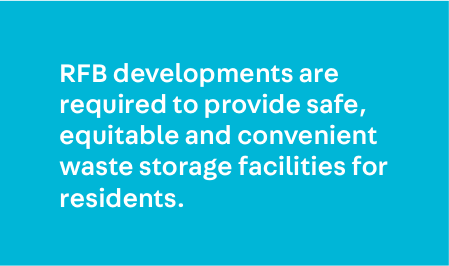 RFB developments are
required to provide safe,
equitable and convenient
waste storage facilities for
residents.